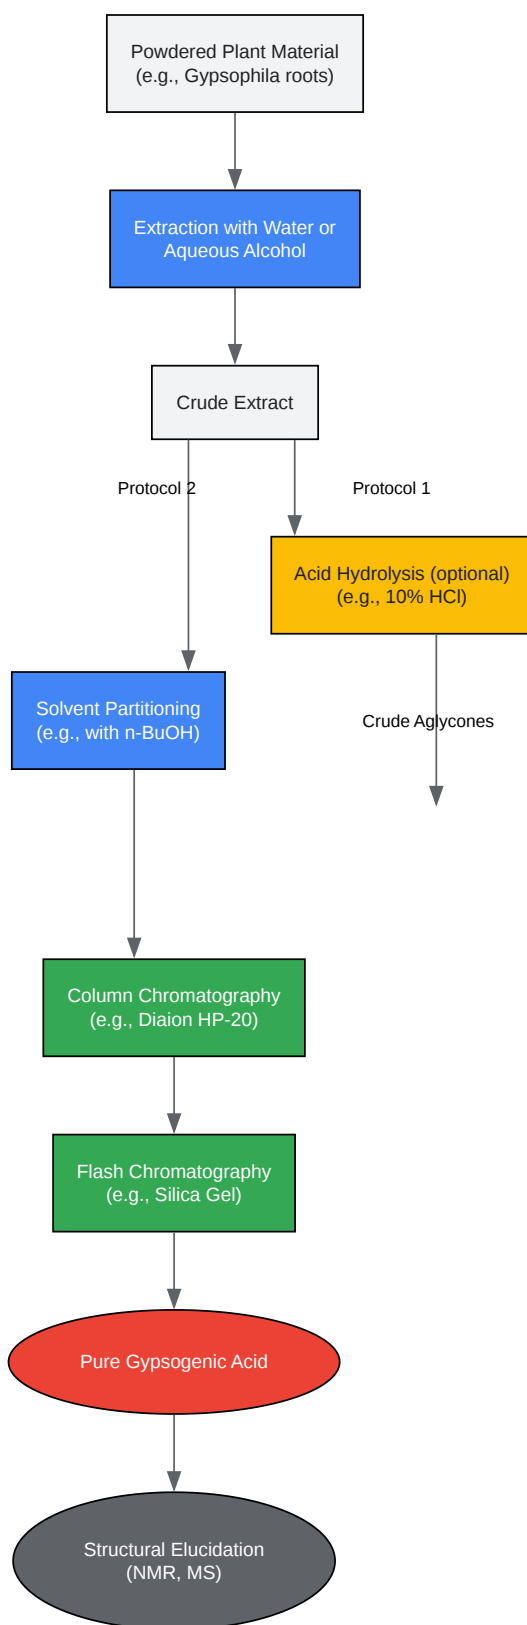 Powdered Plant Material
(e.g., Gypsophila roots)
Extraction with Water or
Aqueous Alcohol
Crude Extract
Protocol 2
Protocol 1
Acid Hydrolysis (optional)
(e.g., 10% HCl)
Solvent Partitioning
(e.g., with n-BuOH)
Crude Aglycones
Column Chromatography
(e.g., Diaion HP-20)
Flash Chromatography
(e.g., Silica Gel)
Pure Gypsogenic Acid
Structural Elucidation
(NMR, MS)